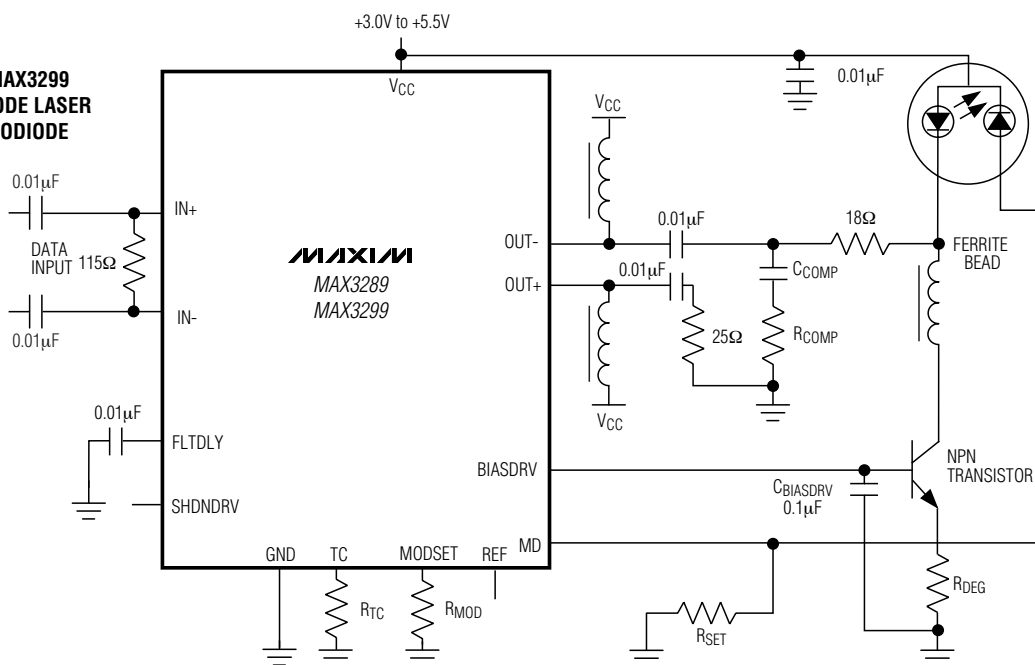 +3.0V to +5.5V
MAX3299
ODE LASER
ODIODE
VCC
0.01μF
VCC
0.01μF
IN+
DATA
INPUT 115Ω
IN-
0.01μF
MAXIM
MAX3289
MAX3299
OUT-
OUT+
0.01μF
0.01μF
18Ω
CCOMP
RCOMP
25Ω
VCC
FERRITE
BEAD
0.01μF
FLTDLY
SHDNDRV
BIASDRV
CBIASDRV
0.1μF
NPN
TRANSISTOR
GND TC MODSET REF MD
RTC RMOD RSET RDEG